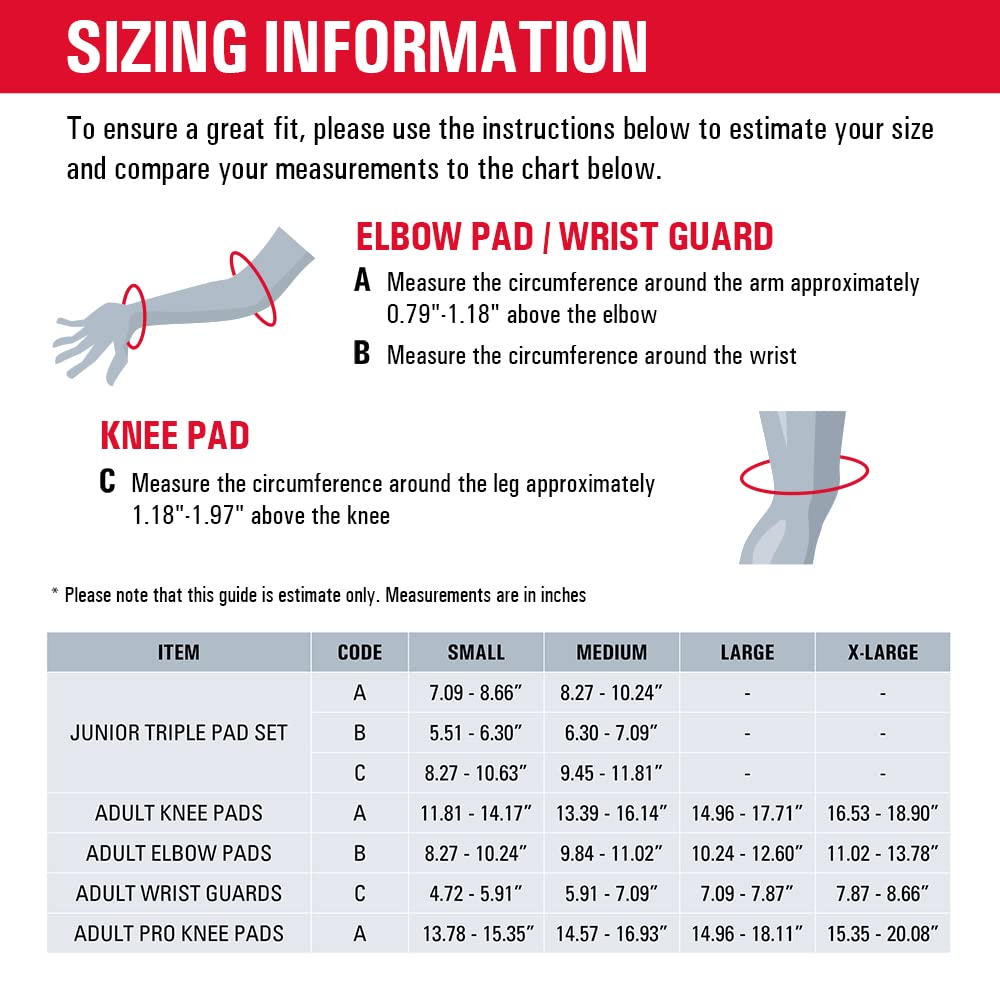 SIZING INFORMATION
To ensure a great fit, please use the instructions below to estimate your size
and compare your measurements to the chart below.
ELBOW PAD / WRIST GUARD
A Measure the circumference around the arm approximately
0.79"-1.18" above the elbow
B Measure the circumference around the wrist
KNEE PAD
C Measure the circumference around the leg approximately
1.18"-1.97" above the knee
* Please note that this guide is estimate only. Measurements are in inches
ITEM CODE SMALL MEDIUM LARGE X-LARGE
A 7.09 - 8.66” 8.27 - 10.24” - -
JUNIOR TRIPLE PAD SET B 5.51 - 6.30” 6.30 - 7.09” - -
C 8.27 - 10.63” 9.45 - 11.81” - -
ADULT KNEE PADS A 11.81 - 14.17” 13.39 - 16.14” 14.96 - 17.71” 16.53 - 18.90”
ADULT ELBOW PADS B 8.27 - 10.24” 9.84 - 11.02” 10.24 - 12.60” 11.02 - 13.78”
ADULT WRIST GUARDS C 4.72 - 5.91” 5.91 - 7.09” 7.09 - 7.87” 7.87 - 8.66”
ADULT PRO KNEE PADS A 13.78 - 15.35” 14.57 - 16.93” 14.96 - 18.11” 15.35 - 20.08”